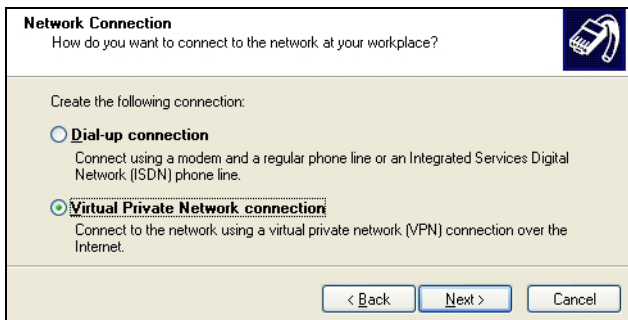 Network Connection
How do you want to connect to the network at your workplace?
Create the following connection:
Dial-up connection
Connect using a modem and a regular phone line or an Integrated Services Digital
Network (ISDN) phone line.
Virtual Private Network connection
Connect to the network using a virtual private network (VPN) connection over the
Internet.
< Back Next > Cancel